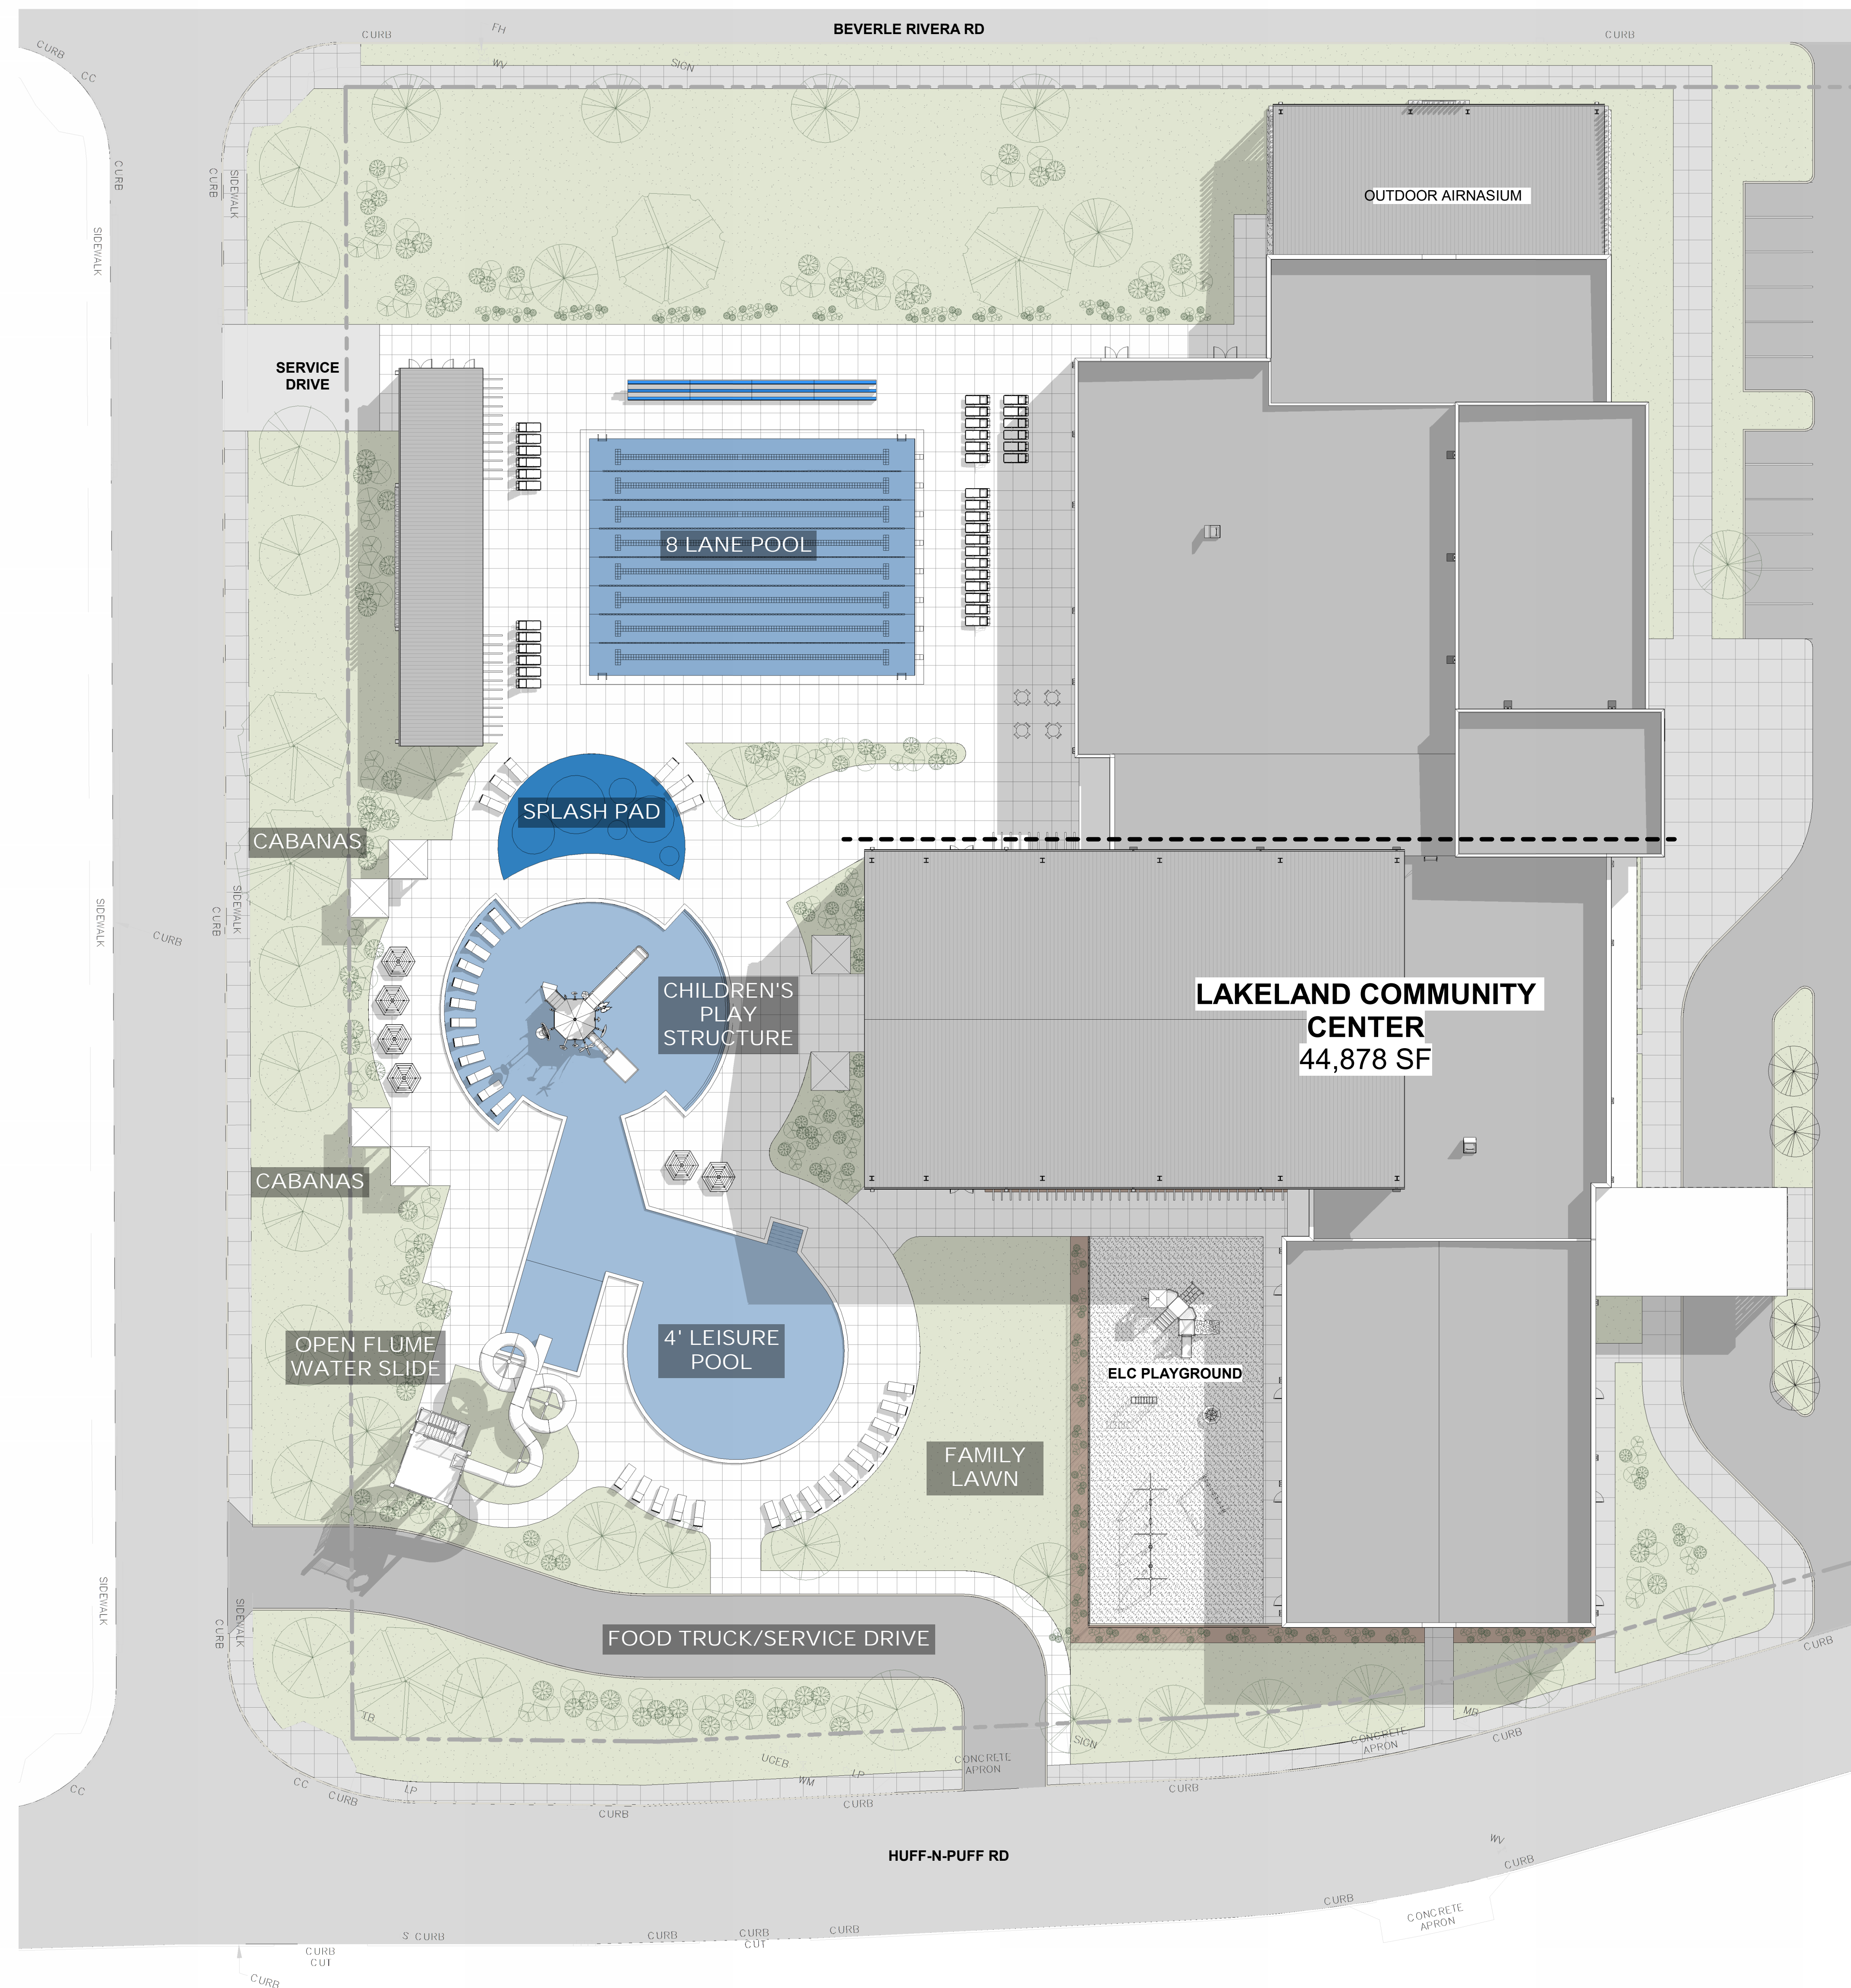 BEVERLE RIVERA RD
CURB
FH
CURB
CURB
CC
WV
SIGN
CURB
CURB
SIDEWALK
SIDEWALK
OUTDOOR AIRNASIUM
SERVICE
DRIVE
8 LANE POOL
SPLASH PAD
CABANAS
SIDEWALK
CURB
SIDEWALK
CURB
CHILDREN'S
PLAY
STRUCTURE
LAKELAND COMMUNITY
CENTER
44,878 SF
CABANAS
OPEN FLUME
WATER SLIDE
4' LEISURE
POOL
ELC PLAYGROUND
FAMILY
LAWN
SIDEWALK
SIDEWALK
CURB
FOOD TRUCK/SERVICE DRIVE
CURB
TB
SIGN
MB
CONCRETE
APRON
CURB
UGEB
WM
LP
CONCRETE
APRON
CC
CC
LP
CURB
CURB
CURB
CURB
HUFF-N-PUFF RD
WV
CURB
CURB
CONCRETE
APRON
S CURB
CURB
CURB
CUT
CURB
CURB
CUT
CURB